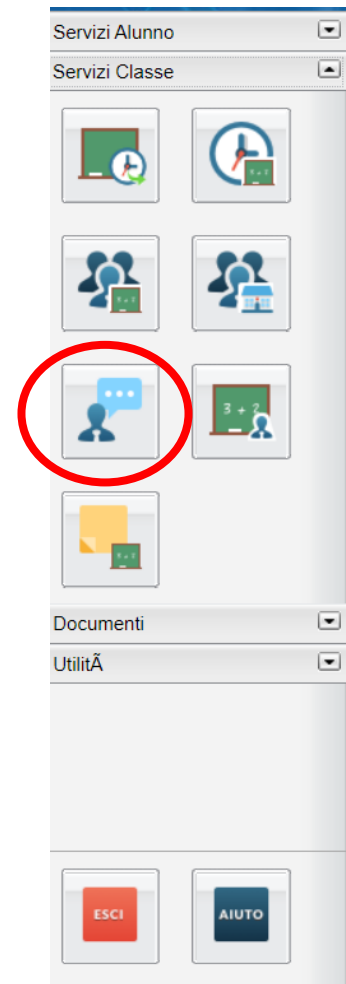 Servizi Alunno
Servizi Classe
3 + 2
Documenti
UtilitÃ
ESCI
AIUTO